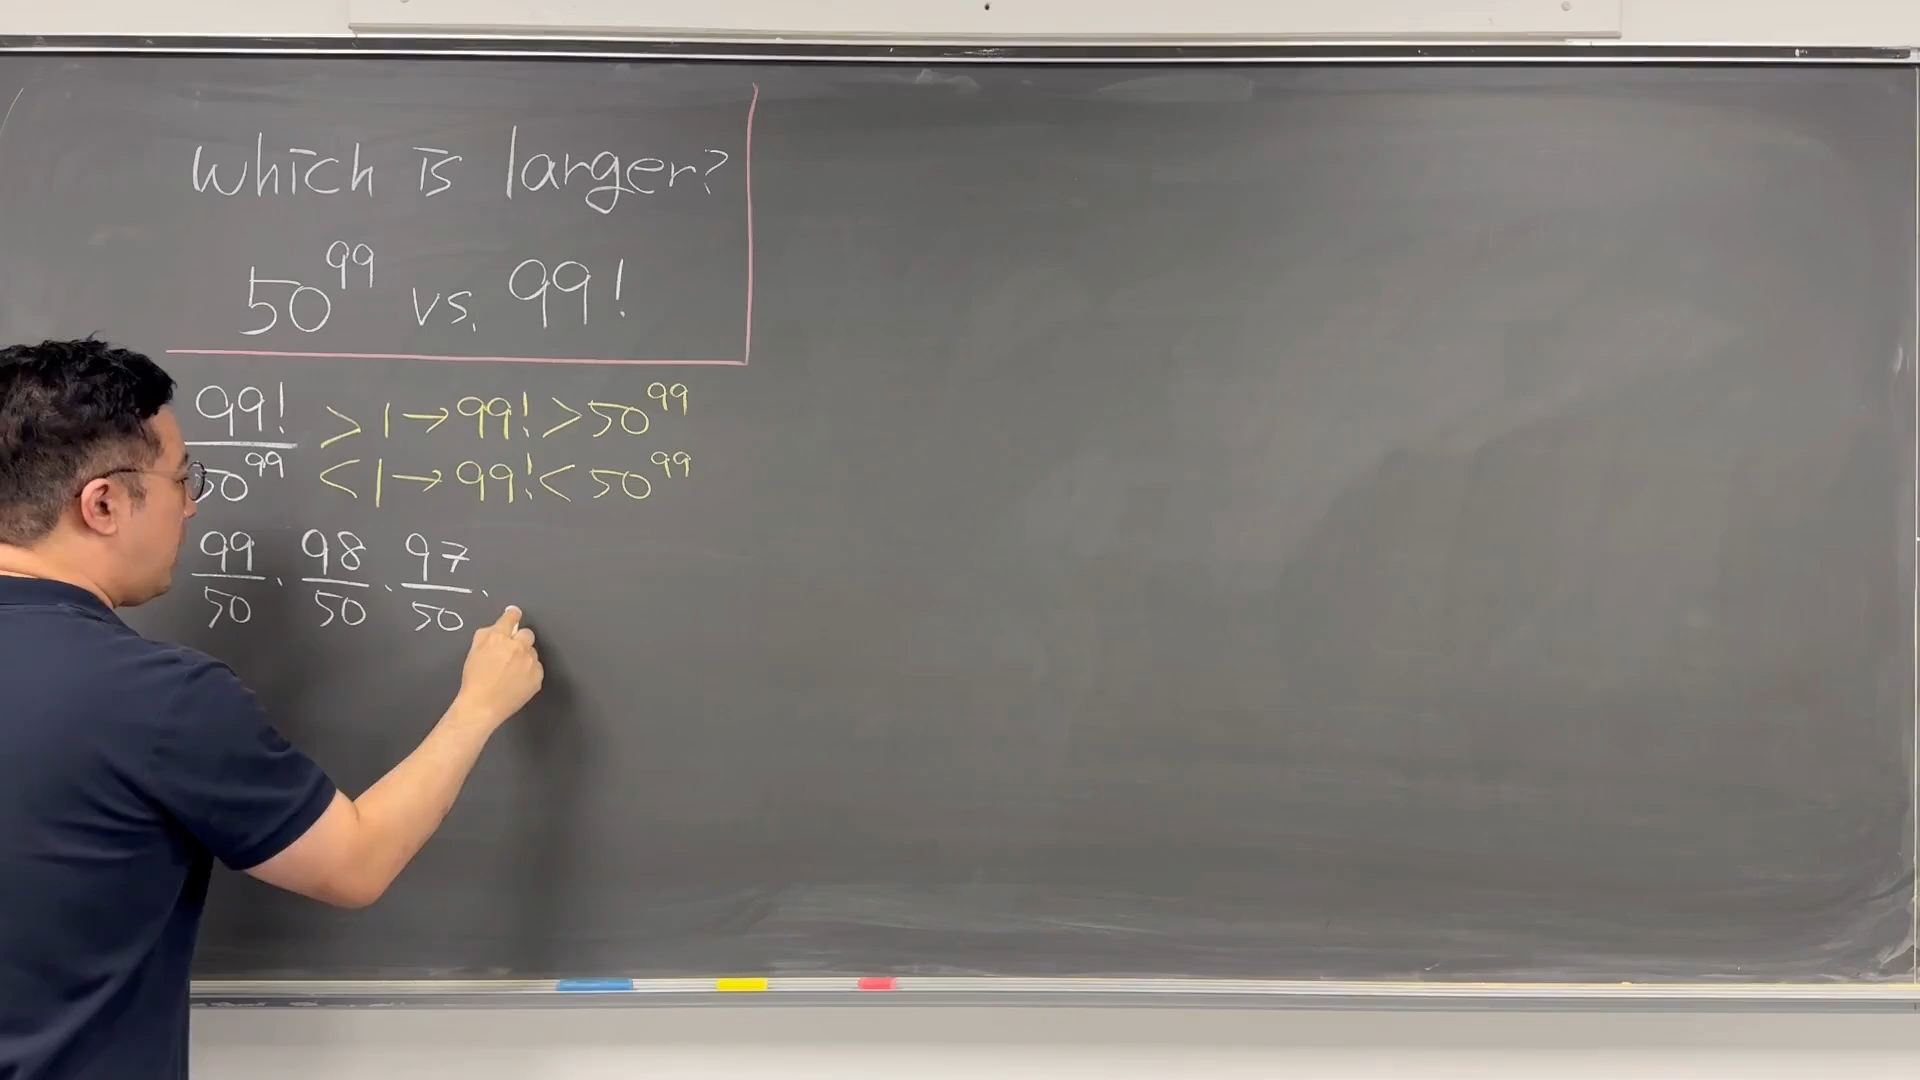 Which is larger?
50^99 vs. 99!
99!/50^99 > 1 → 99! > 50^99
< 1 → 99! < 50^99
99/50 · 98/50 · 97/50 ·